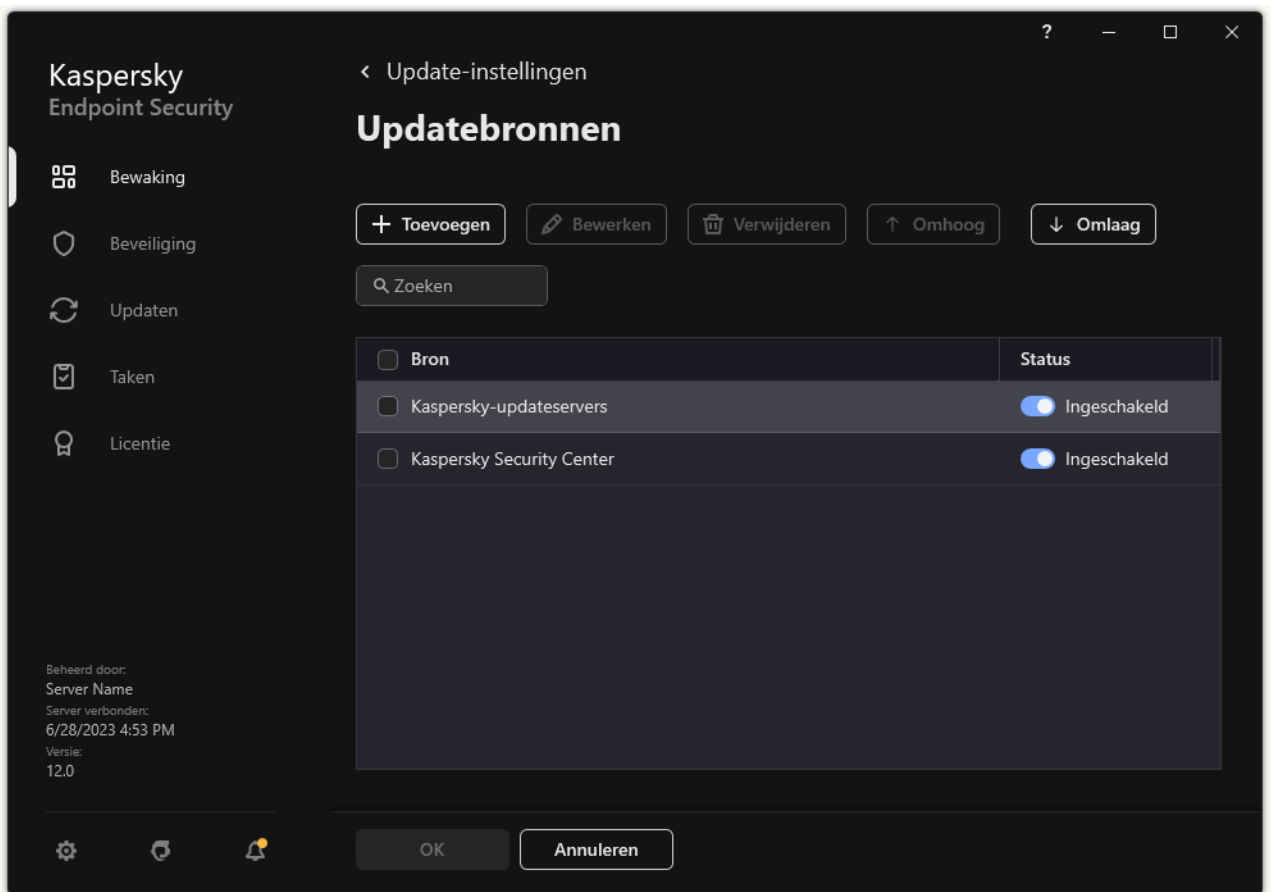 ?
Kaspersky
Endpoint Security
Bewaking
Beveiliging
Updaten
Taken
Licentie
Beheerd door:
Server Name
Server verbonden:
6/28/2023 4:53 PM
Versie:
12.0
Update-instellingen
Updatebronnen
Toevoegen Bewerken Verwijderen Omhoog Omlaag
Zoeken
Bron Status
Kaspersky-updateservers Ingeschakeld
Kaspersky Security Center Ingeschakeld
OK Annuleren